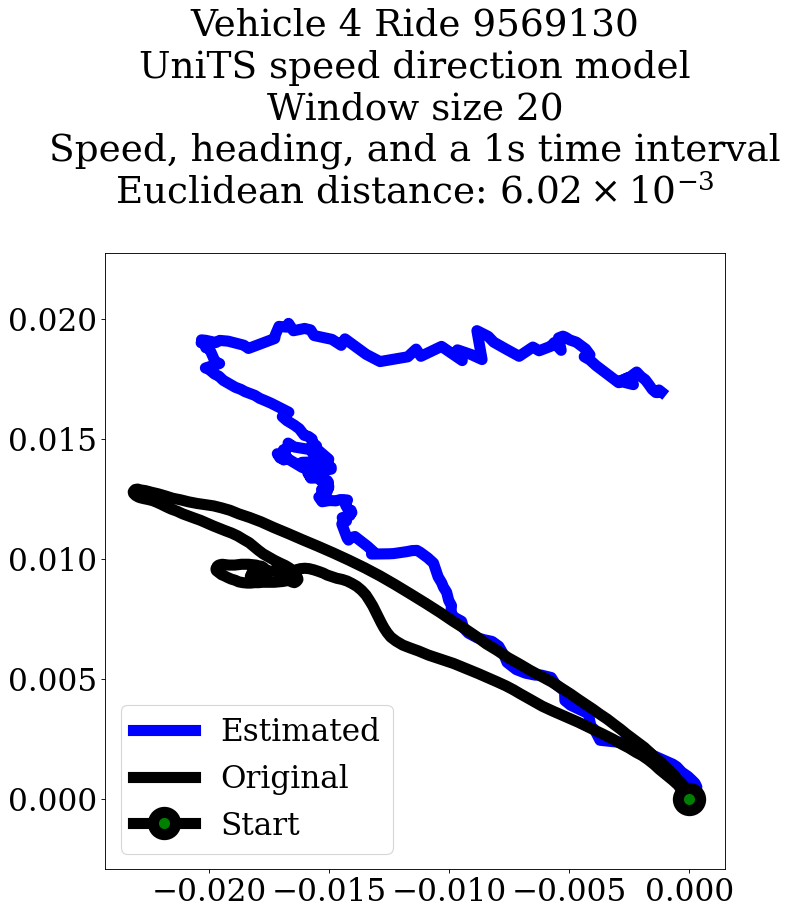 Vehicle 4 Ride 9569130
UniTS speed direction model
Window size 20
Speed, heading, and a 1s time interval
Euclidean distance: 6.02 × 10⁻³
0.020
0.015
0.010
0.005
0.000
Estimated
Original
Start
−0.020 −0.015 −0.010 −0.005 0.000